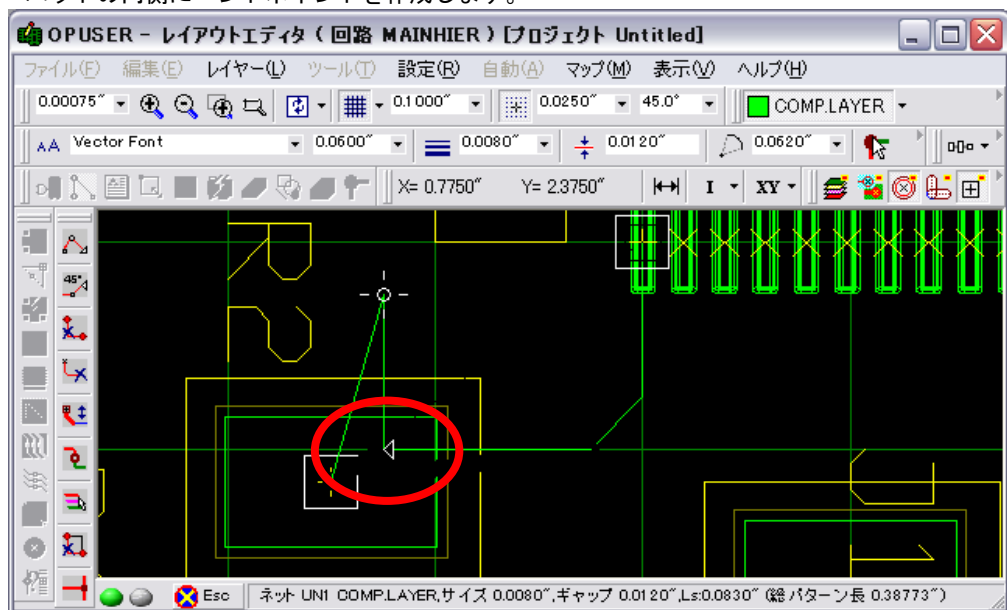 OPUSER - レイアウトエディタ ( 回路 MAINHIER ) [プロジェクト Untitled]
ファイル(F) 編集(E) レイヤー(L) ツール(T) 設定(R) 自動(A) マップ(M) 表示(V) ヘルプ(H)
0.00075″ 0.1000″ 0.0250″ 45.0° COMP.LAYER
AA Vector Font 0.0600″ 0.0080″ 0.0120″ 0.0620″
X= 0.7750″ Y= 2.3750″ I XY
45°
Esc ネット UN1 COMP.LAYER,サイズ 0.0080″,ギャップ 0.0120″,Ls:0.0830″ (総パターン長 0.38773″)